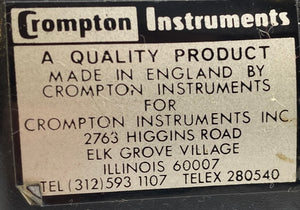 Crompton Instruments
A QUALITY PRODUCT
MADE IN ENGLAND BY
CROMPTON INSTRUMENTS
FOR
CROMPTON INSTRUMENTS INC.
2763 HIGGINS ROAD
ELK GROVE VILLAGE
ILLINOIS 60007
TEL (312) 593 1107 TELEX 280540